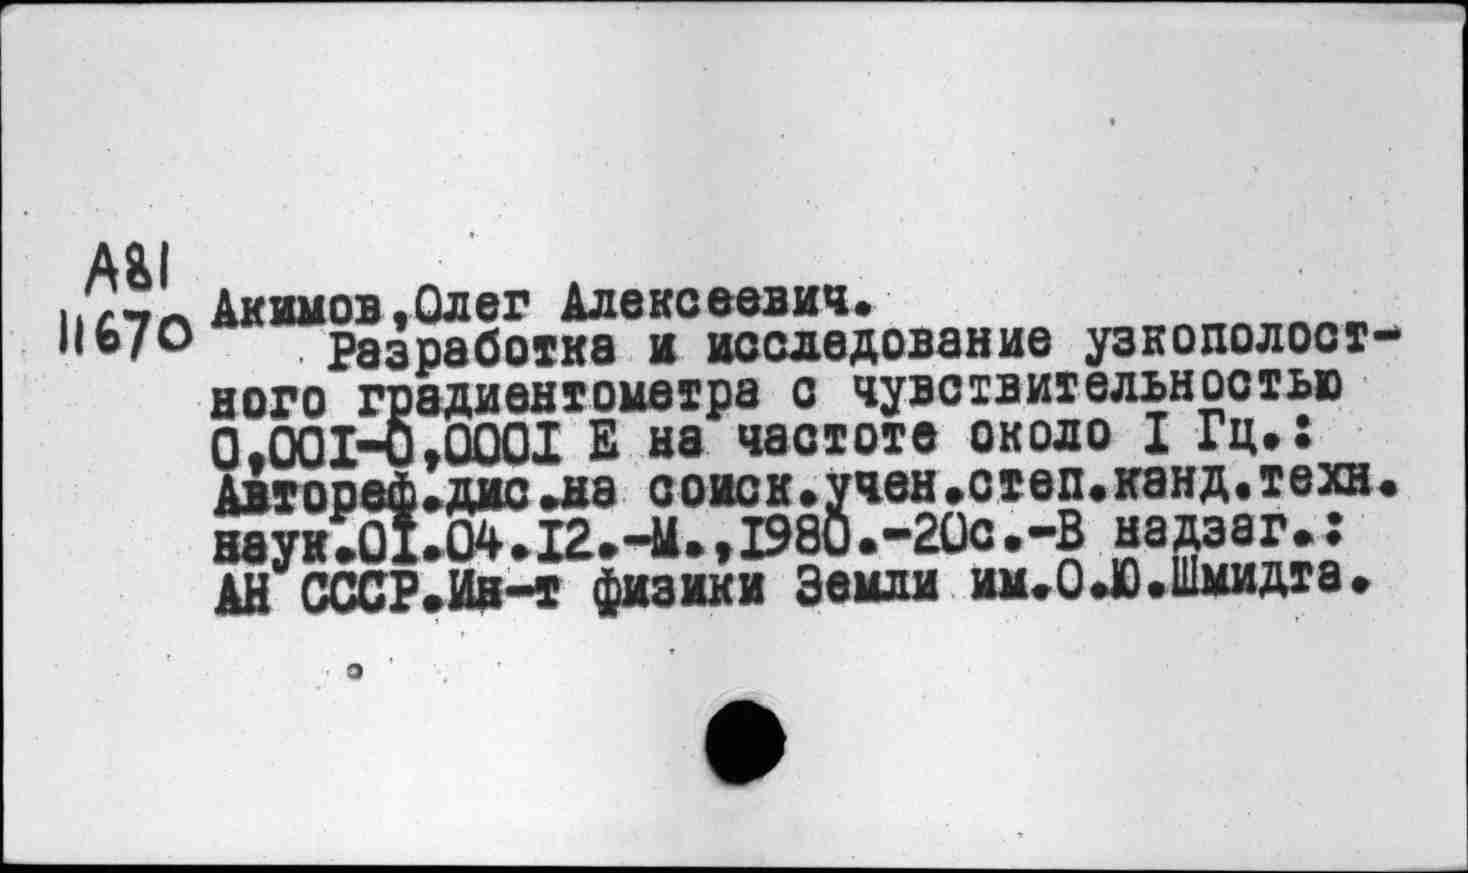 А81
11670
Акимов,Олег Алексеевич.
Разработка и исследование узкополост-
ного градиентометра с чувствительностью
0,001-0,0001 Е на частоте около I Гц.:
Автореф.дис.на соиск.учен.степ.канд.техн.
наук.01.04.12.-М.,1980.-20с.-В надзаг.:
АН СССР.Ин-т физики Земли им.О.Ю.Шмидта.
э